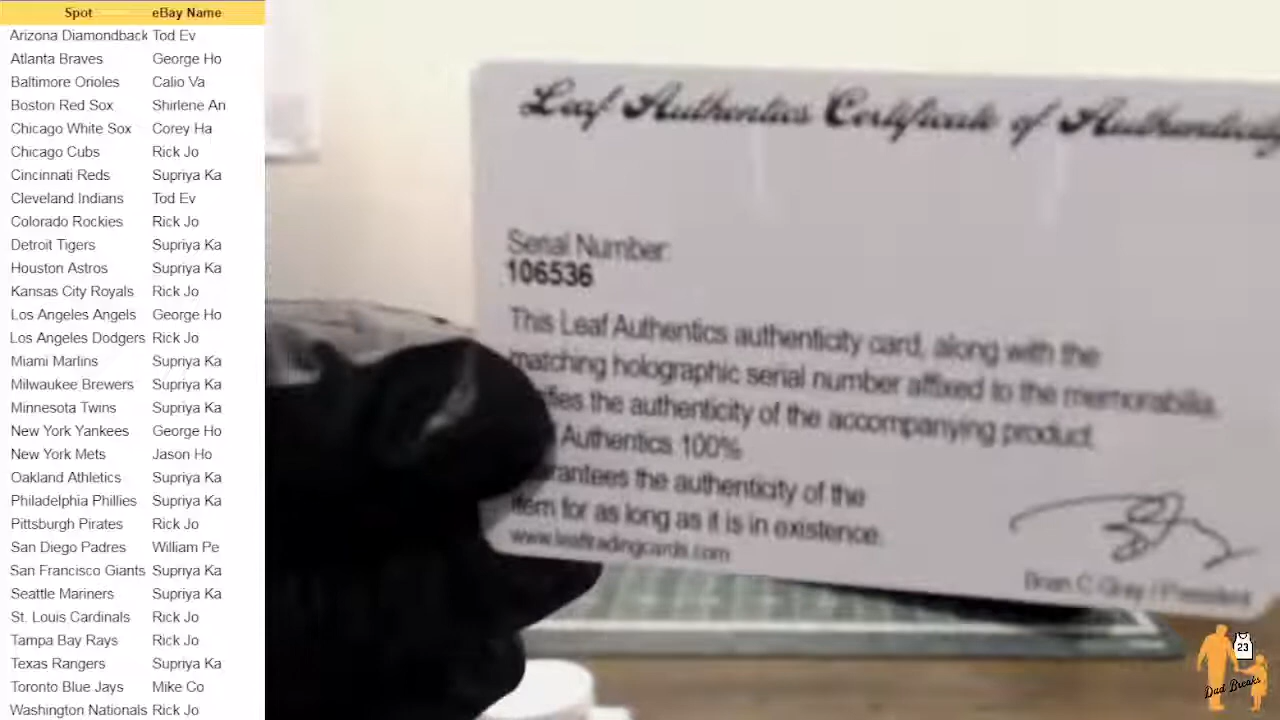 Spot eBay Name
Arizona Diamondback Tod Ev
Atlanta Braves George Ho
Baltimore Orioles Calio Va
Boston Red Sox Shirlene An
Chicago White Sox Corey Ha
Chicago Cubs Rick Jo
Cincinnati Reds Supriya Ka
Cleveland Indians Tod Ev
Colorado Rockies Rick Jo
Detroit Tigers Supriya Ka
Houston Astros Supriya Ka
Kansas City Royals Rick Jo
Los Angeles Angels George Ho
Los Angeles Dodgers Rick Jo
Miami Marlins Supriya Ka
Milwaukee Brewers Supriya Ka
Minnesota Twins Supriya Ka
New York Yankees George Ho
New York Mets Jason Ho
Oakland Athletics Supriya Ka
Philadelphia Phillies Supriya Ka
Pittsburgh Pirates Rick Jo
San Diego Padres William Pe
San Francisco Giants Supriya Ka
Seattle Mariners Supriya Ka
St. Louis Cardinals Rick Jo
Tampa Bay Rays Rick Jo
Texas Rangers Supriya Ka
Toronto Blue Jays Mike Co
Washington Nationals Rick Jo
Leaf Authentics Certificate of Authenticity
Serial Number:
106536
This Leaf Authentics authenticity card, along with the
matching holographic serial number affixed to the memorabilia,
the authenticity of the accompanying product.
Authentics 100%
the authenticity of the
item for as long as it is in existence.
www.leaftradingcards.com
Brian C Gray / President
23
Dad Breaks